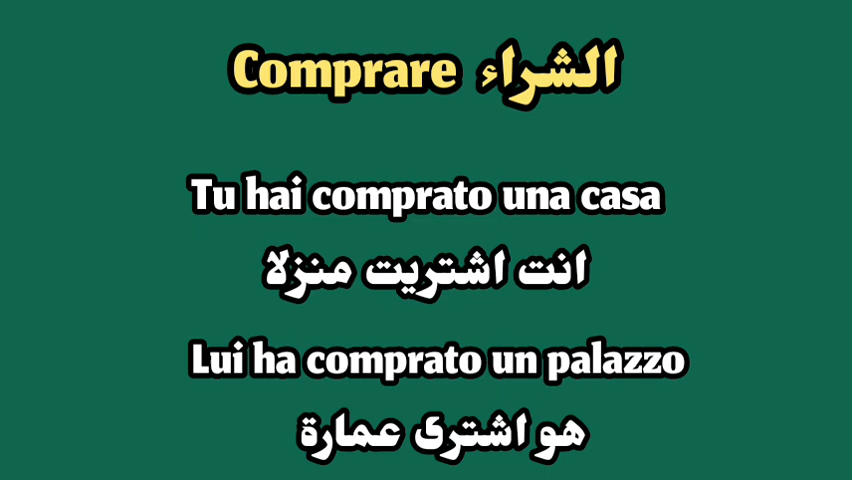 Comprare الشراء
Tu hai comprato una casa
انت اشتريت منزلا
Lui ha comprato un palazzo
هو اشترى عمارة